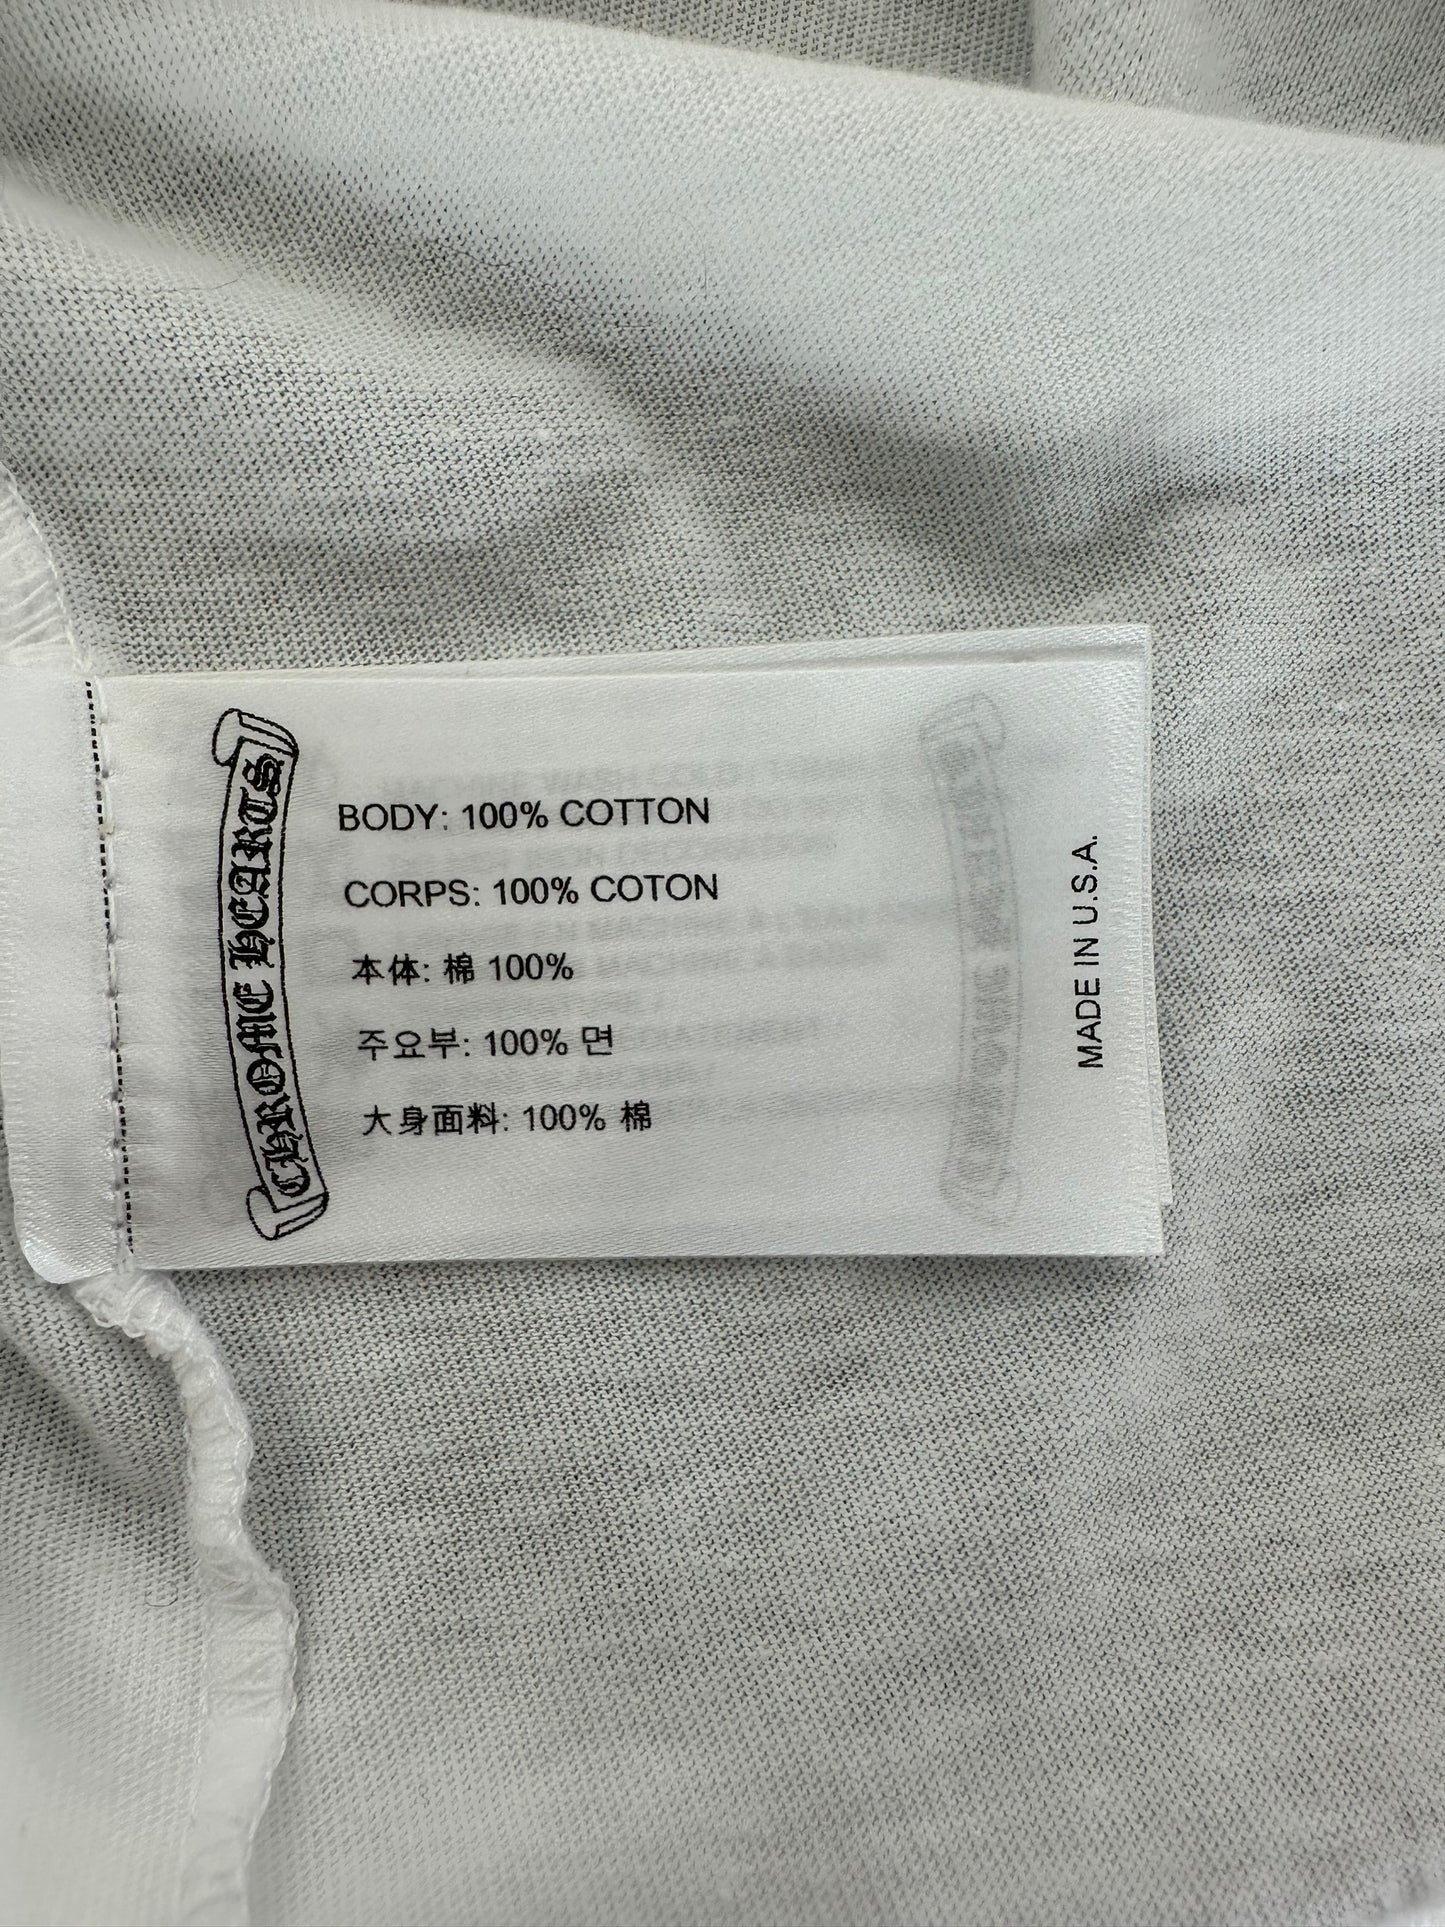 CHROME HEARTS
BODY: 100% COTTON
CORPS: 100% COTON
本体: 棉 100%
주요부: 100% 면
大身面料: 100% 棉
MADE IN U.S.A.